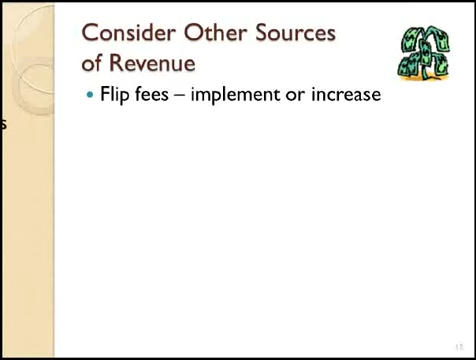 Consider Other Sources
of Revenue
• Flip fees – implement or increase
s